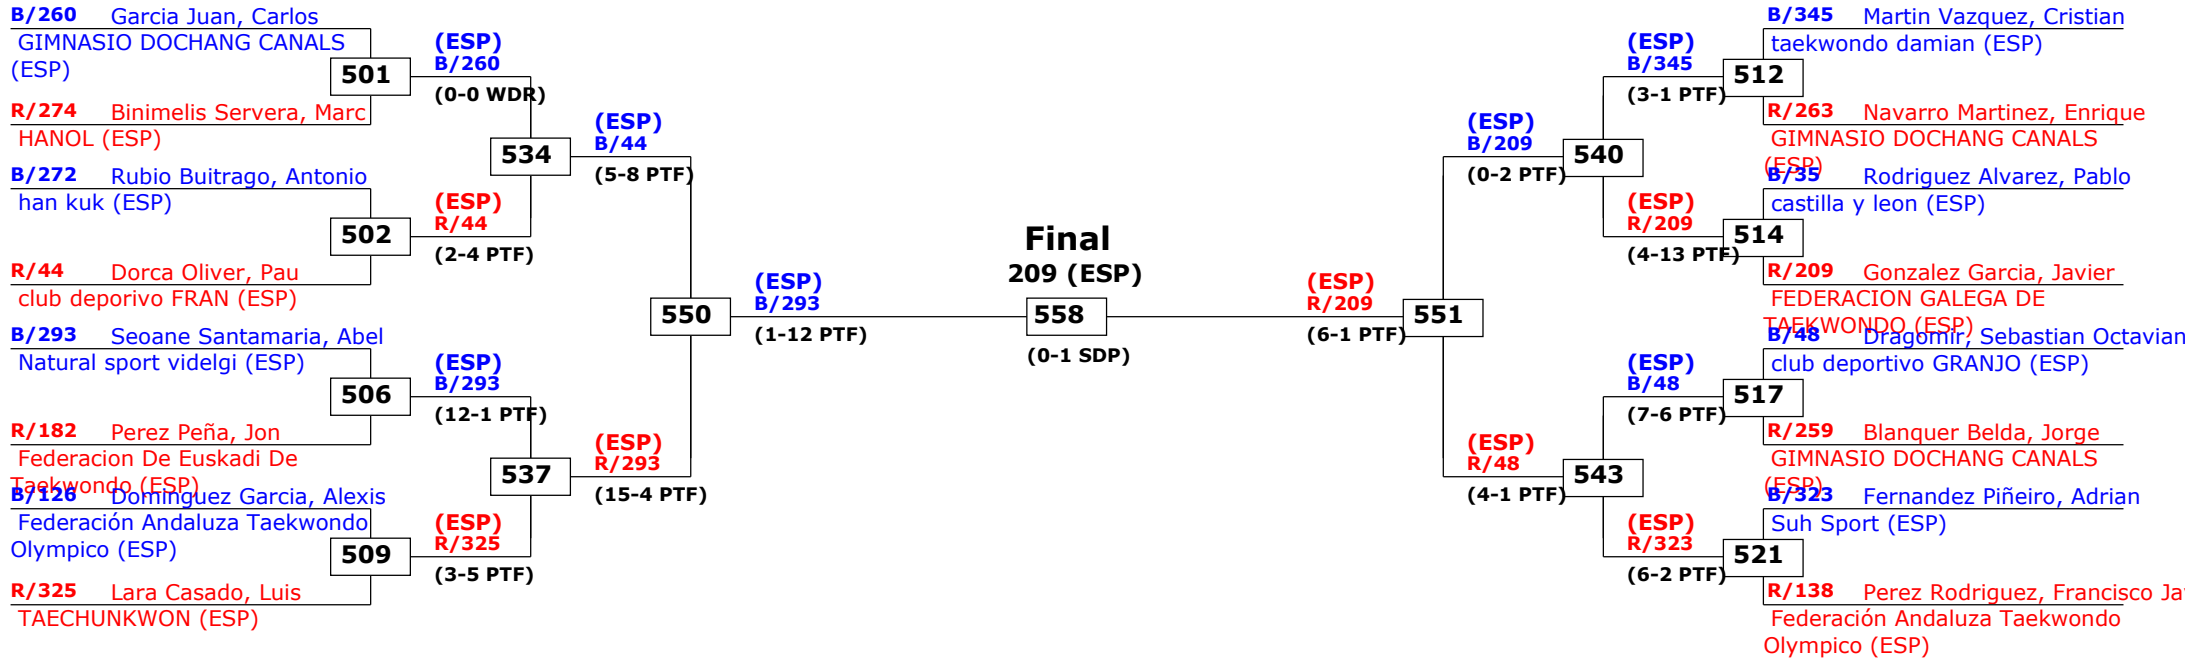 B/260 Garcia Juan, Carlos
GIMNASIO DOCHANG CANALS
(ESP)
501
R/274 Binimelis Servera, Marc
HANOL (ESP)
B/272 Rubio Buitrago, Antonio
han kuk (ESP)
502
R/44 Dorca Oliver, Pau
club deporivo FRAN (ESP)
B/293 Seoane Santamaria, Abel
Natural sport videlgi (ESP)
506
R/182 Perez Peña, Jon
Federacion De Euskadi De
Taekwondo (ESP)
B/126 Dominguez Garcia, Alexis
Federación Andaluza Taekwondo
Olympico (ESP)
509
R/325 Lara Casado, Luis
TAECHUNKWON (ESP)
(ESP)
B/260
(0-0 WDR)
534
(ESP)
R/44
(2-4 PTF)
(ESP)
B/293
(12-1 PTF)
537
(ESP)
R/325
(3-5 PTF)
(ESP)
B/44
(5-8 PTF)
550
(ESP)
R/293
(15-4 PTF)
(ESP)
B/293
(1-12 PTF)
Final
209 (ESP)
558
(0-1 SDP)
(ESP)
R/209
(6-1 PTF)
551
(ESP)
B/209
(0-2 PTF)
540
(ESP)
R/48
(4-1 PTF)
543
(ESP)
B/345
(3-1 PTF)
(ESP)
R/209
(4-13 PTF)
(ESP)
B/48
(7-6 PTF)
(ESP)
R/323
(6-2 PTF)
B/345 Martin Vazquez, Cristian
taekwondo damian (ESP)
512
R/263 Navarro Martinez, Enrique
GIMNASIO DOCHANG CANALS
(ESP)
B/35 Rodriguez Alvarez, Pablo
castilla y leon (ESP)
514
R/209 Gonzalez Garcia, Javier
FEDERACION GALEGA DE
TAEKWONDO (ESP)
B/48 Dragomir, Sebastian Octavian
club deportivo GRANJO (ESP)
517
R/259 Blanquer Belda, Jorge
GIMNASIO DOCHANG CANALS
(ESP)
B/323 Fernandez Piñeiro, Adrian
Suh Sport (ESP)
521
R/138 Perez Rodriguez, Francisco Ja
Federación Andaluza Taekwondo
Olympico (ESP)